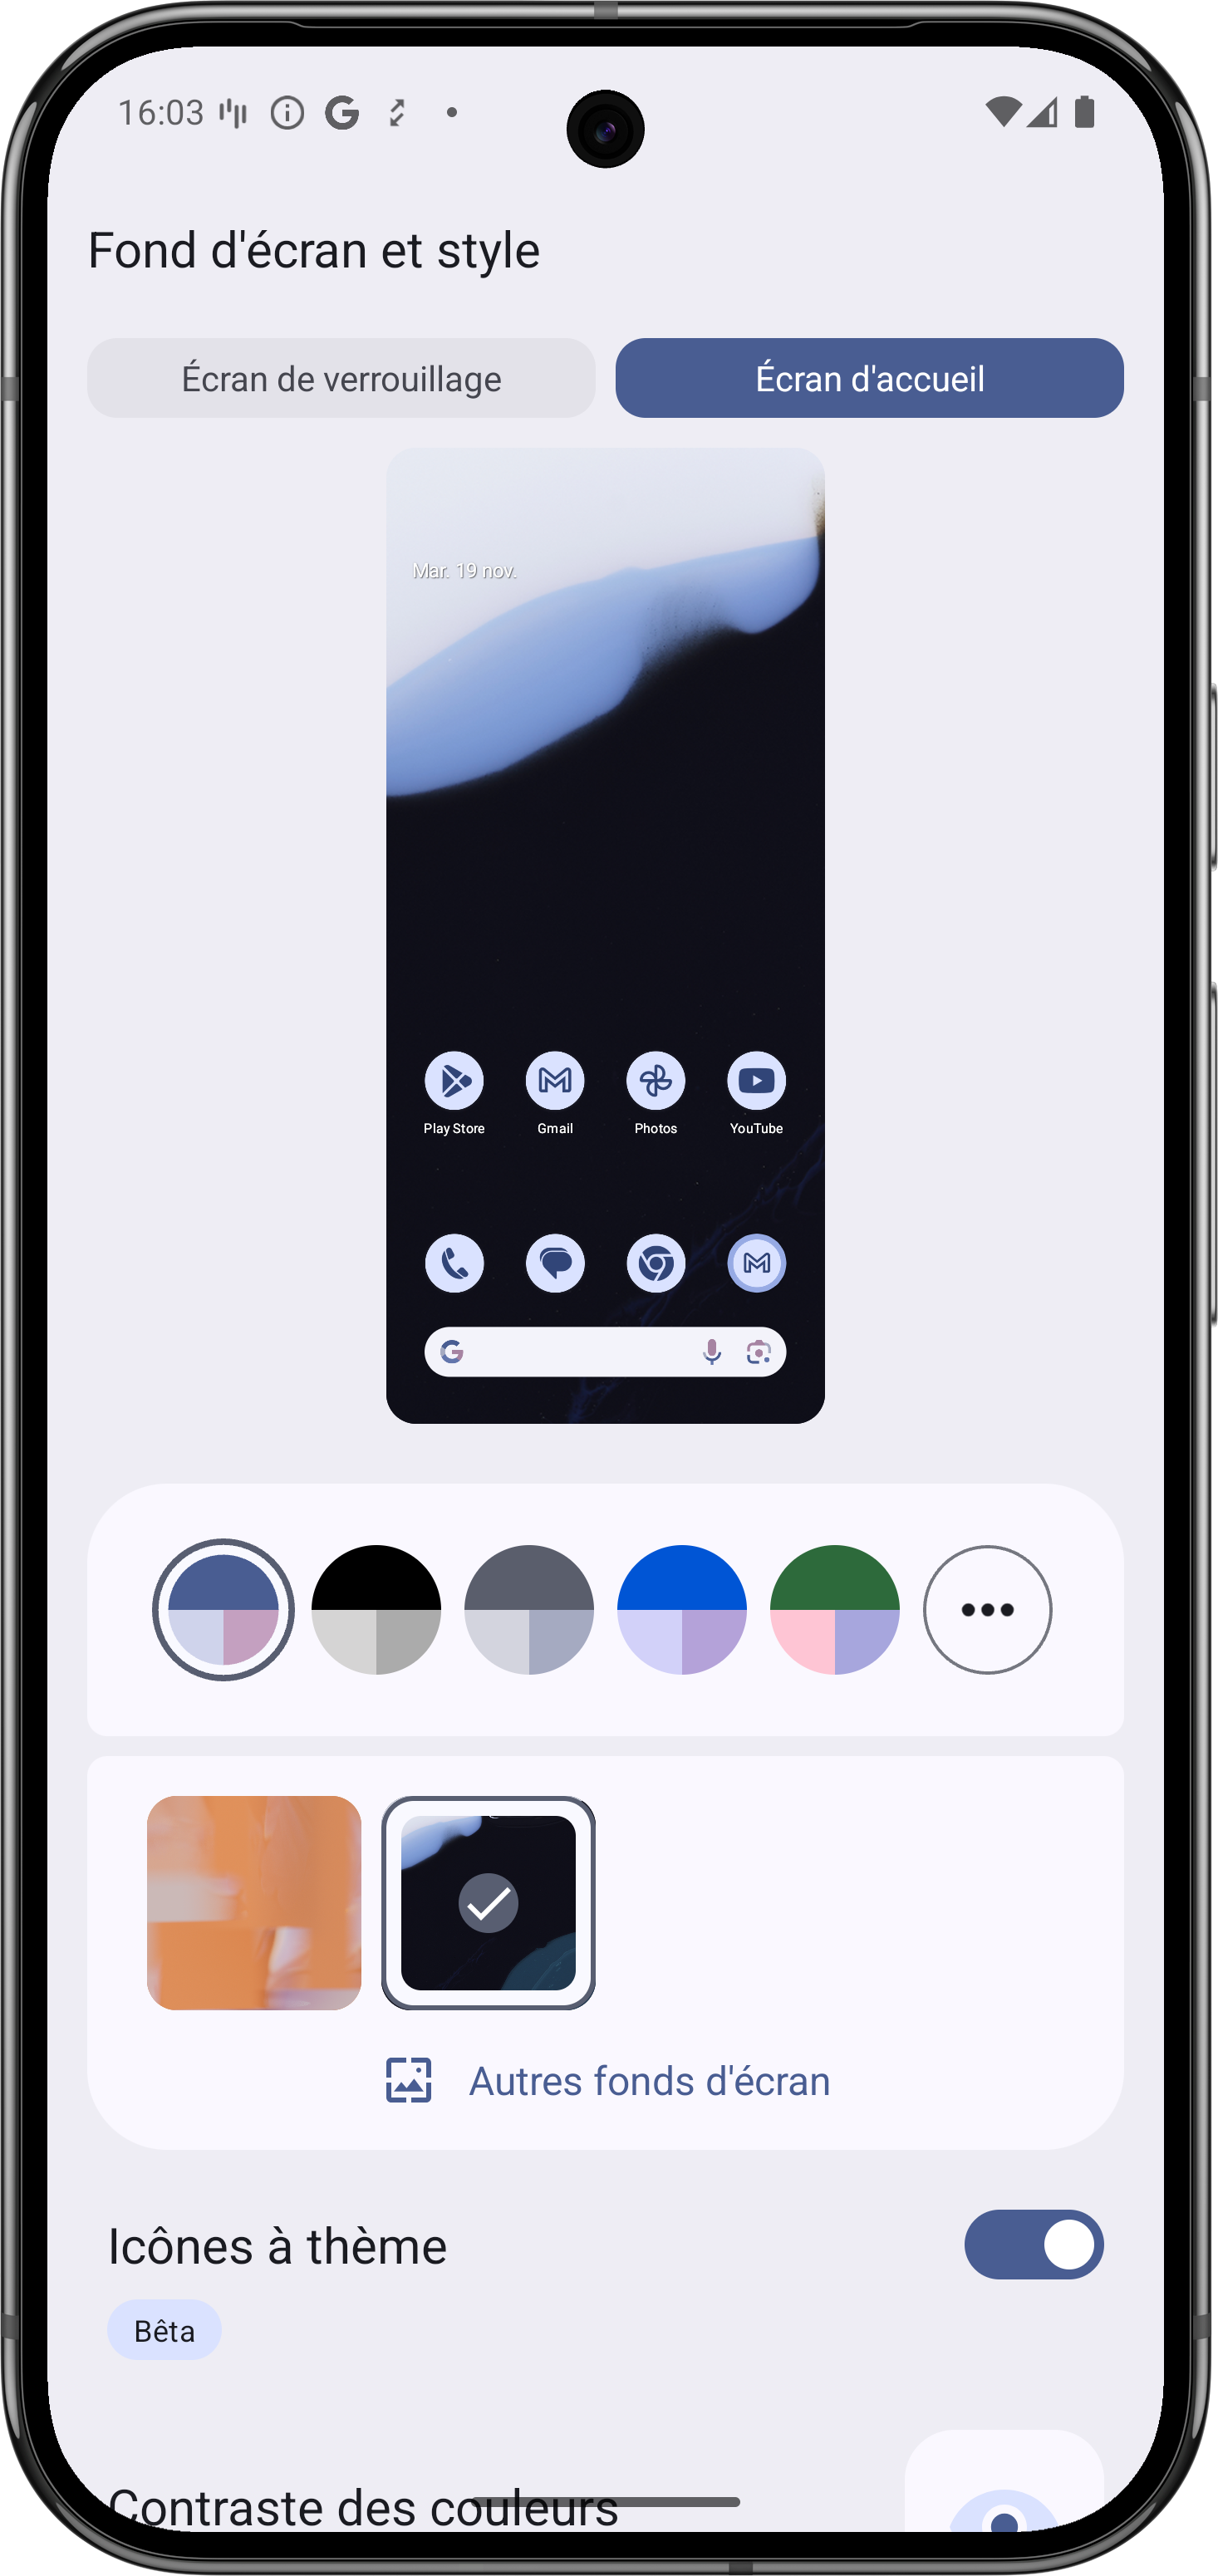 16:03
Fond d'écran et style
Écran de verrouillage
Écran d'accueil
Mar. 19 nov.
Play Store Gmail Photos YouTube
Autres fonds d'écran
Icônes à thème
Bêta
Contraste des couleurs